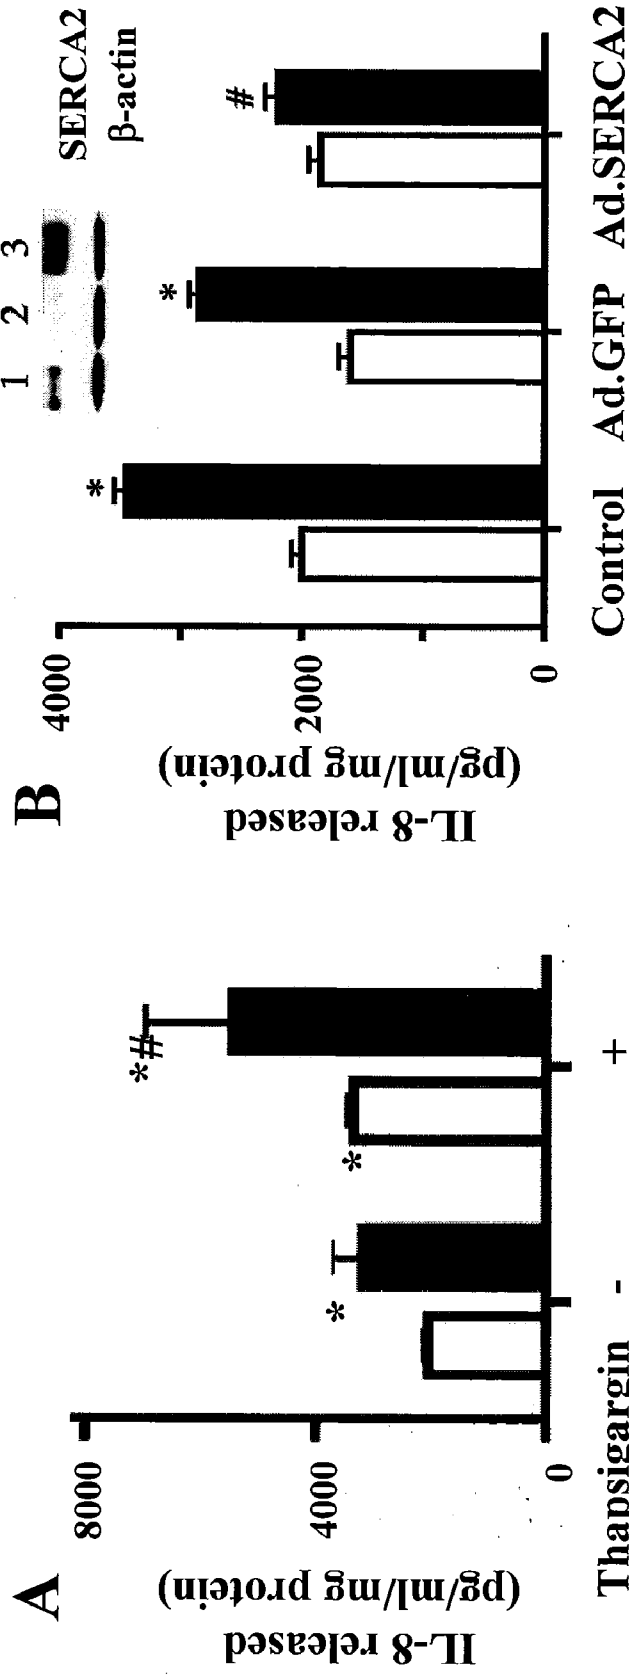 A
IL-8 released
(pg/ml/mg protein)
8000
4000
0
*
*
*#
Thapsigargin - +
B
IL-8 released
(pg/ml/mg protein)
4000
2000
0
*
*
#
1 2 3
SERCA2
β-actin
Control Ad.GFP Ad.SERCA2